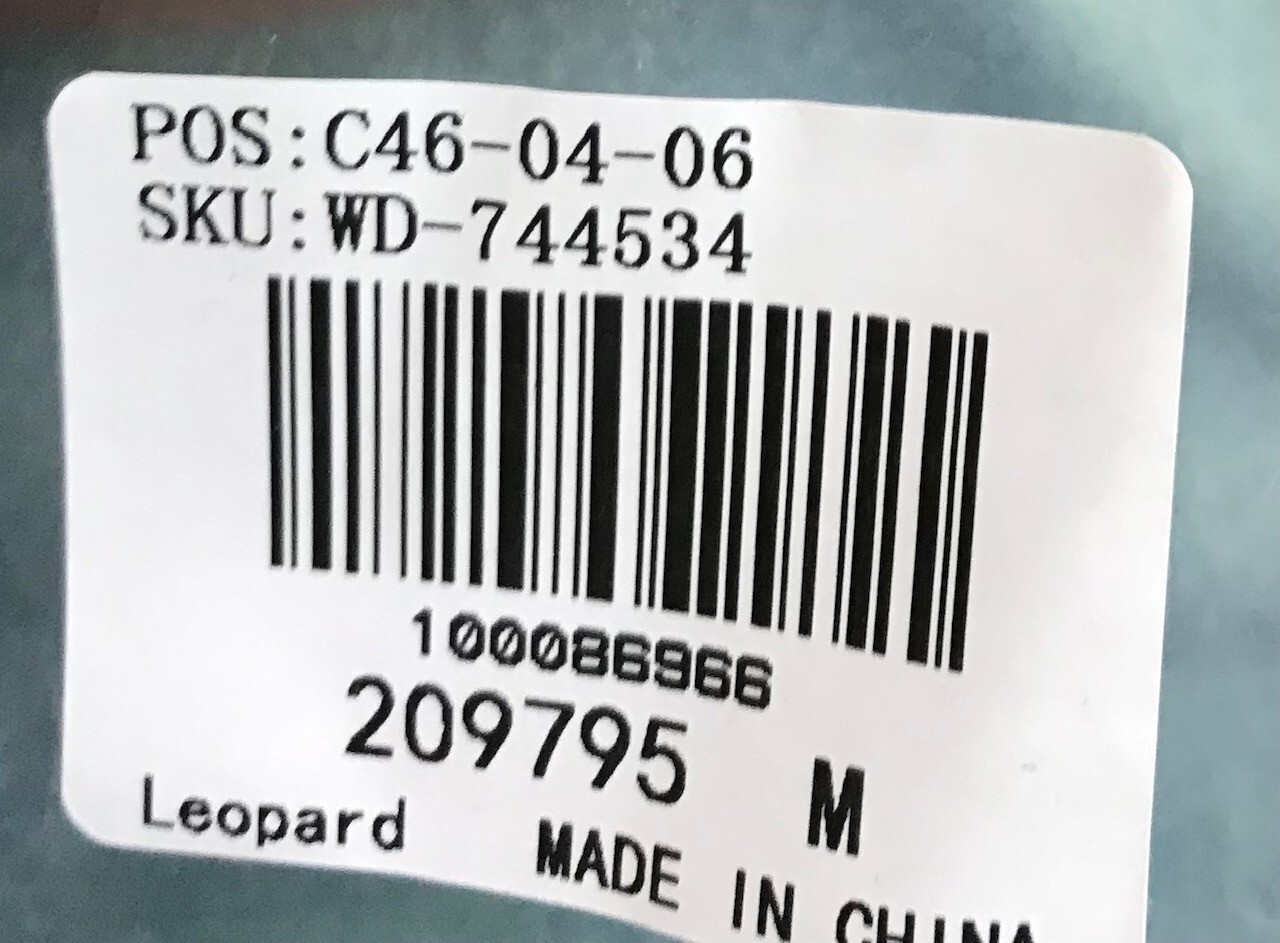 POS:C46-04-06
SKU:WD-744534
100086966
209795 M
Leopard MADE IN CHINA